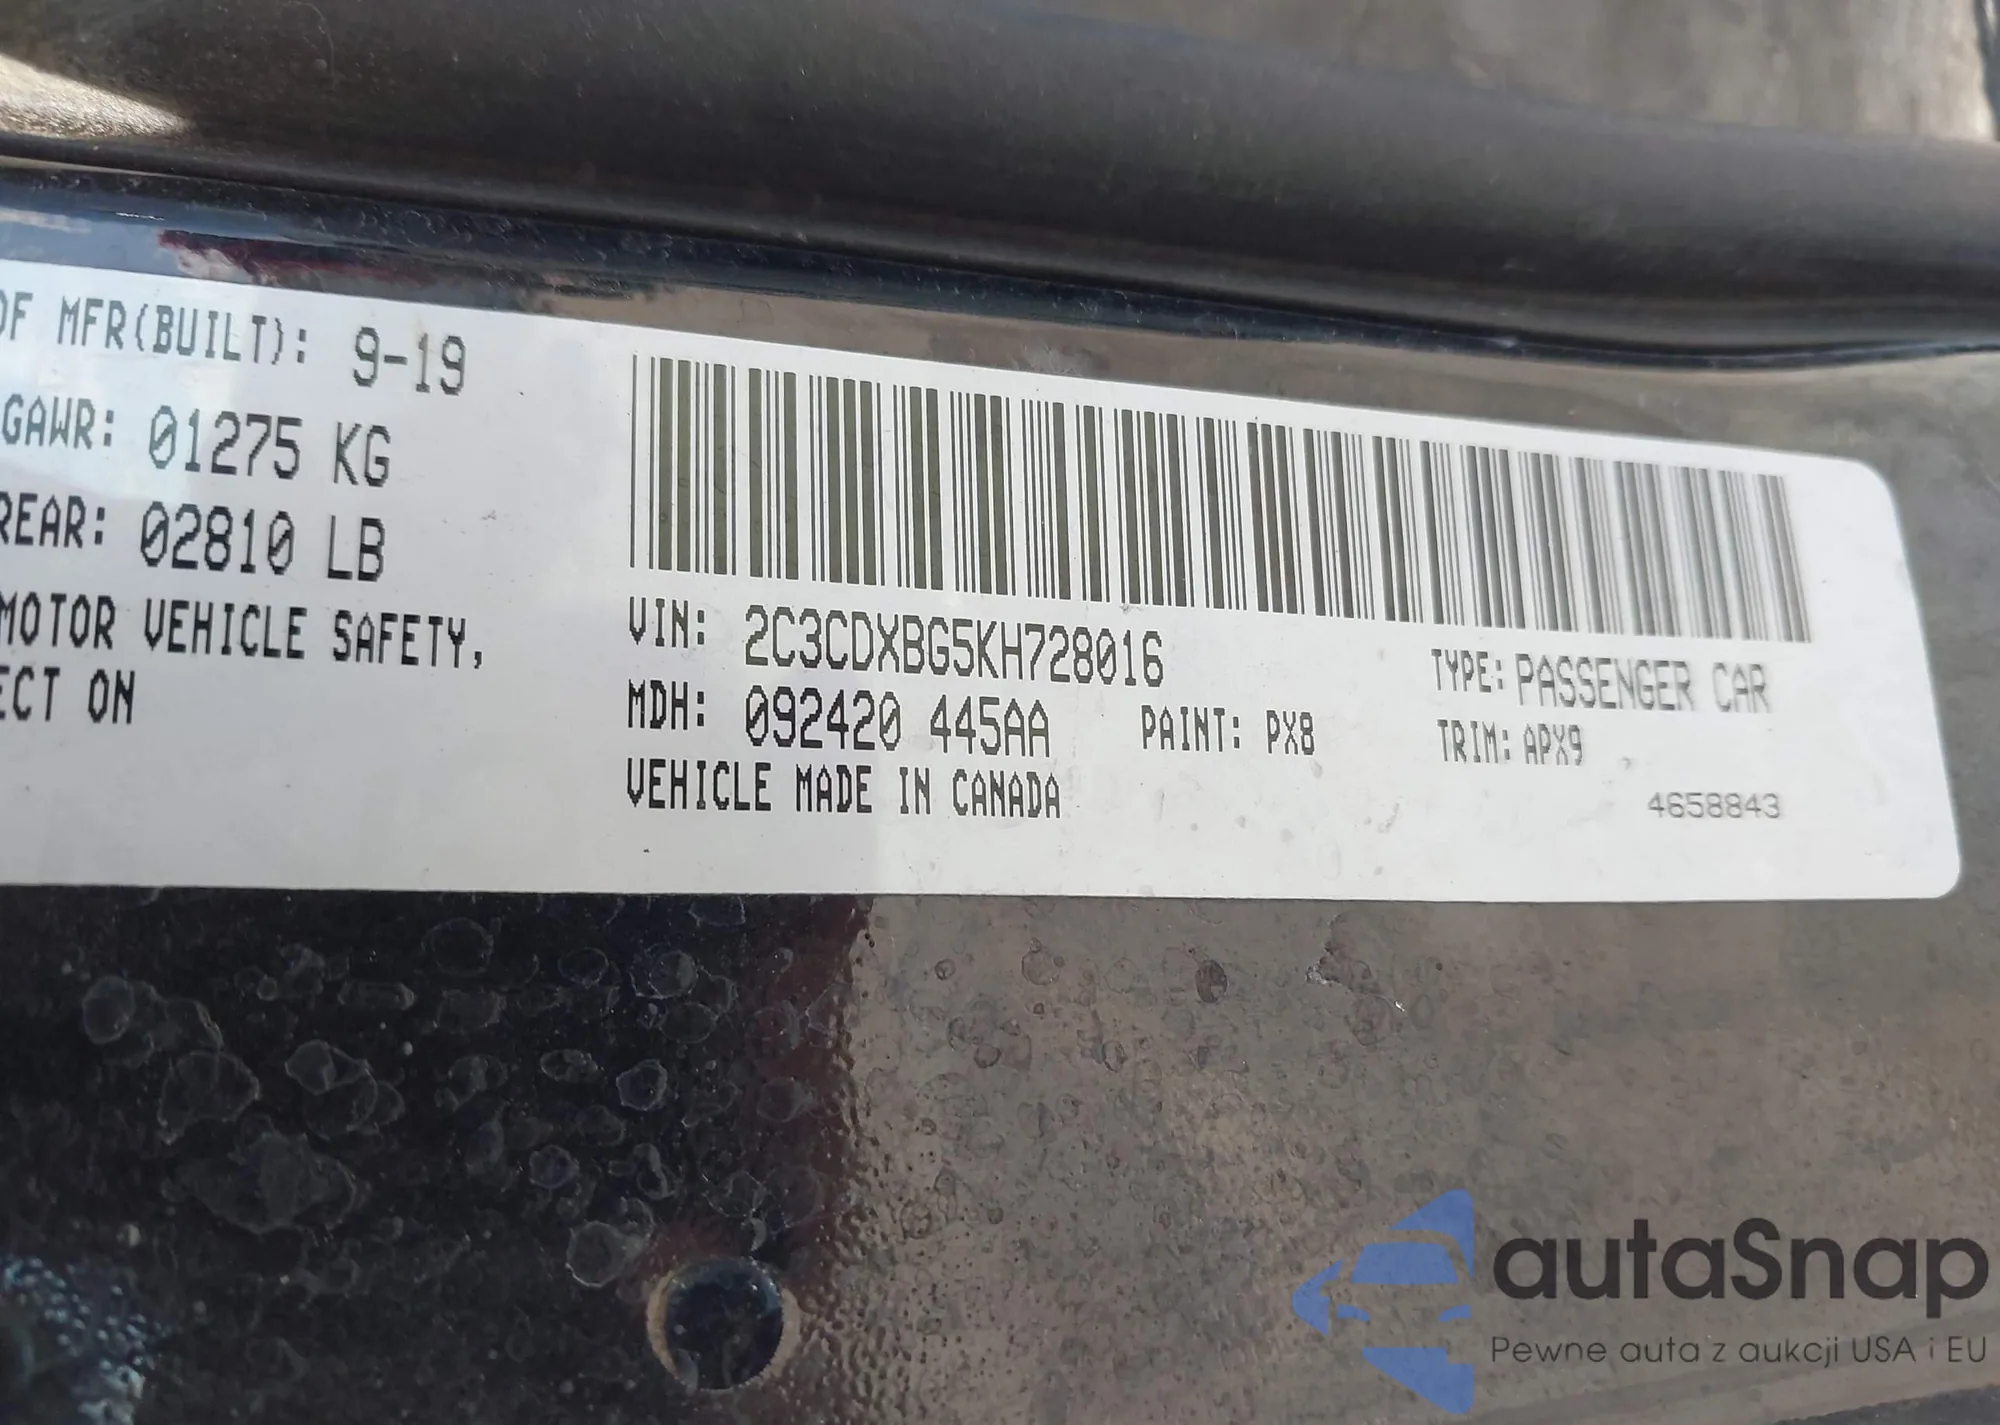 OF MFR(BUILT): 9-19
GAWR: 01275 KG
REAR: 02810 LB
MOTOR VEHICLE SAFETY,
ECT ON
VIN: 2C3CDXBG5KH728016
TYPE: PASSENGER CAR
MDH: 092420 445AA
PAINT: PX8
TRIM: APX9
VEHICLE MADE IN CANADA
4658843
autaSnap
Pewne auta z aukcji USA i EU